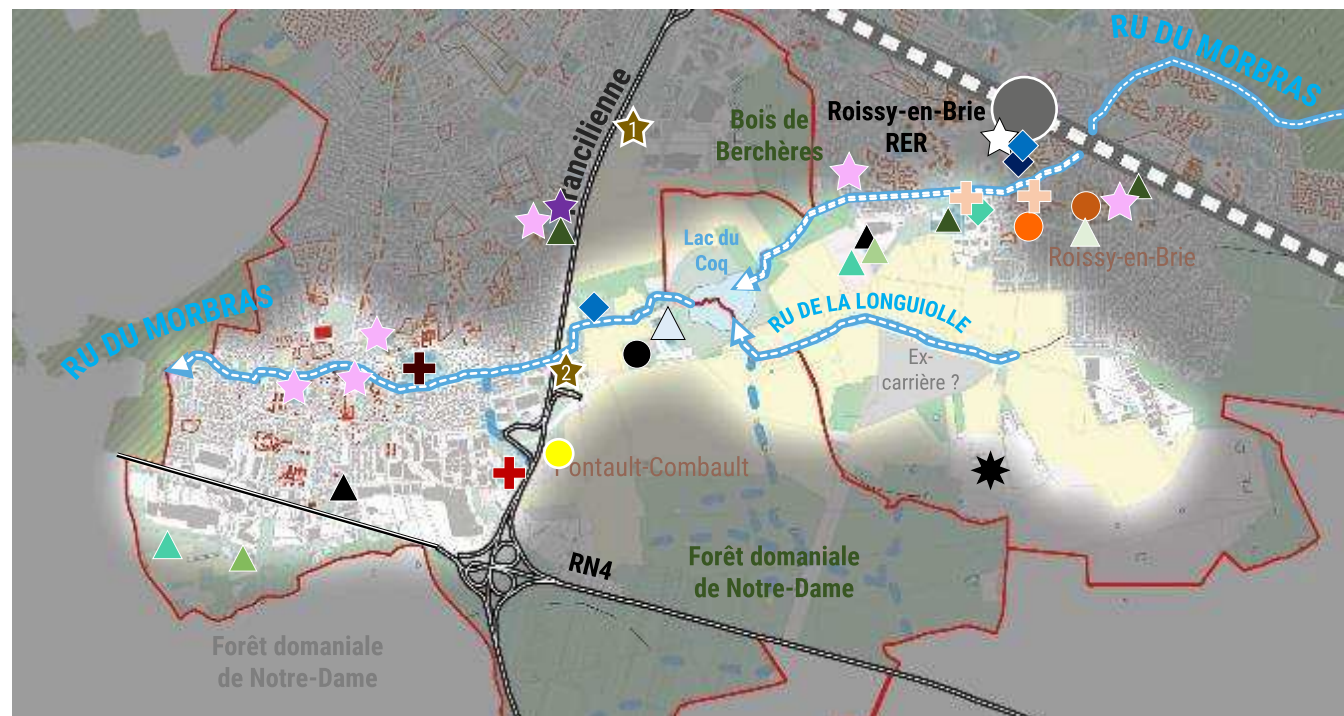 RU DU MORBRAS
Francilienne
1
Bois de
Berchères
Roissy-en-Brie
RER
Lac du
Coq
Roissy-en-Brie
RU DU MORBRAS
RU DE LA LONGUIOLLE
Ex-
carrière ?
2
Pontault-Combault
RN4
Forêt domaniale
de Notre-Dame
Forêt domaniale
de Notre-Dame